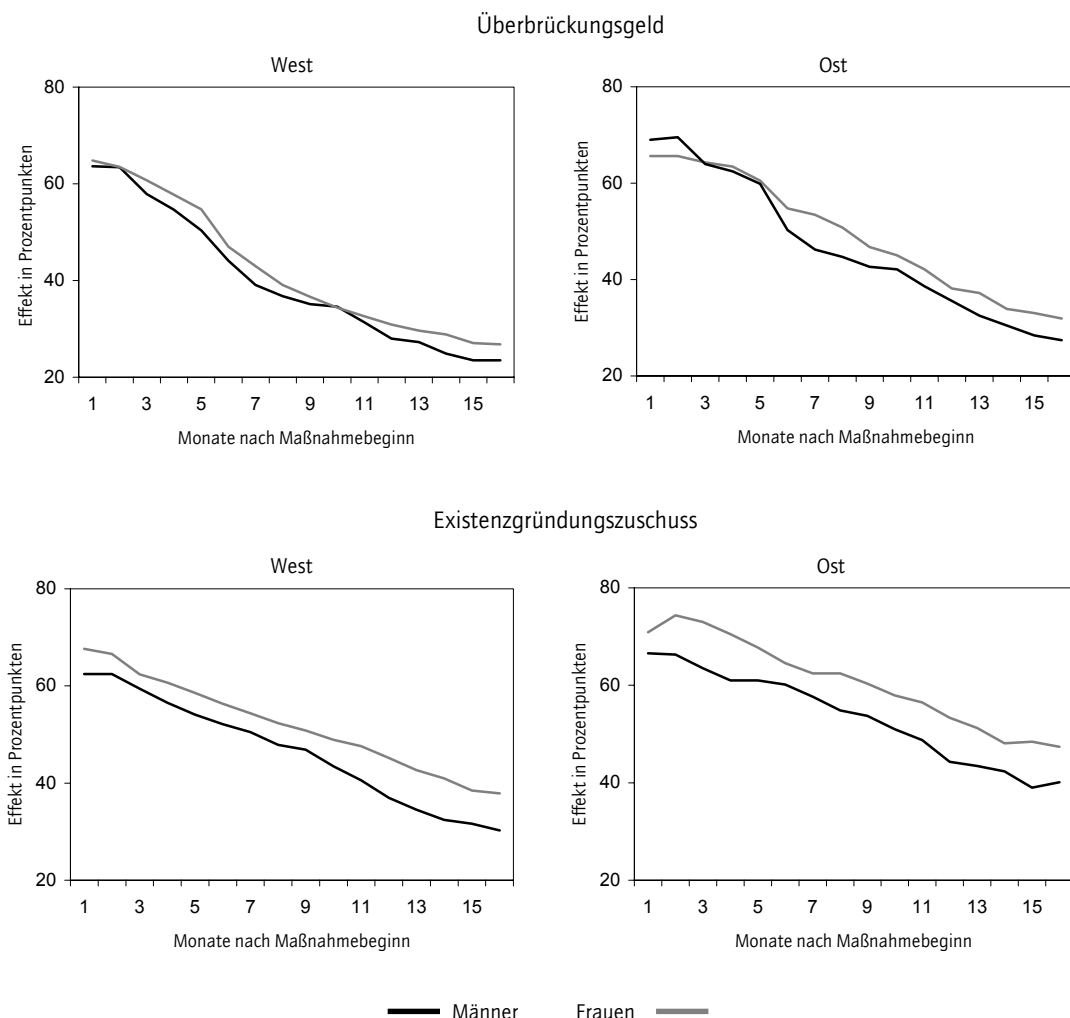 Überbrückungsgeld
West
Effekt in Prozentpunkten
80
60
40
20
1 3 5 7 9 11 13 15
Monate nach Maßnahmebeginn
Ost
Effekt in Prozentpunkten
80
60
40
20
1 3 5 7 9 11 13 15
Monate nach Maßnahmebeginn
Existenzgründungszuschuss
West
Effekt in Prozentpunkten
80
60
40
20
1 3 5 7 9 11 13 15
Monate nach Maßnahmebeginn
Ost
Effekt in Prozentpunkten
80
60
40
20
1 3 5 7 9 11 13 15
Monate nach Maßnahmebeginn
Männer Frauen